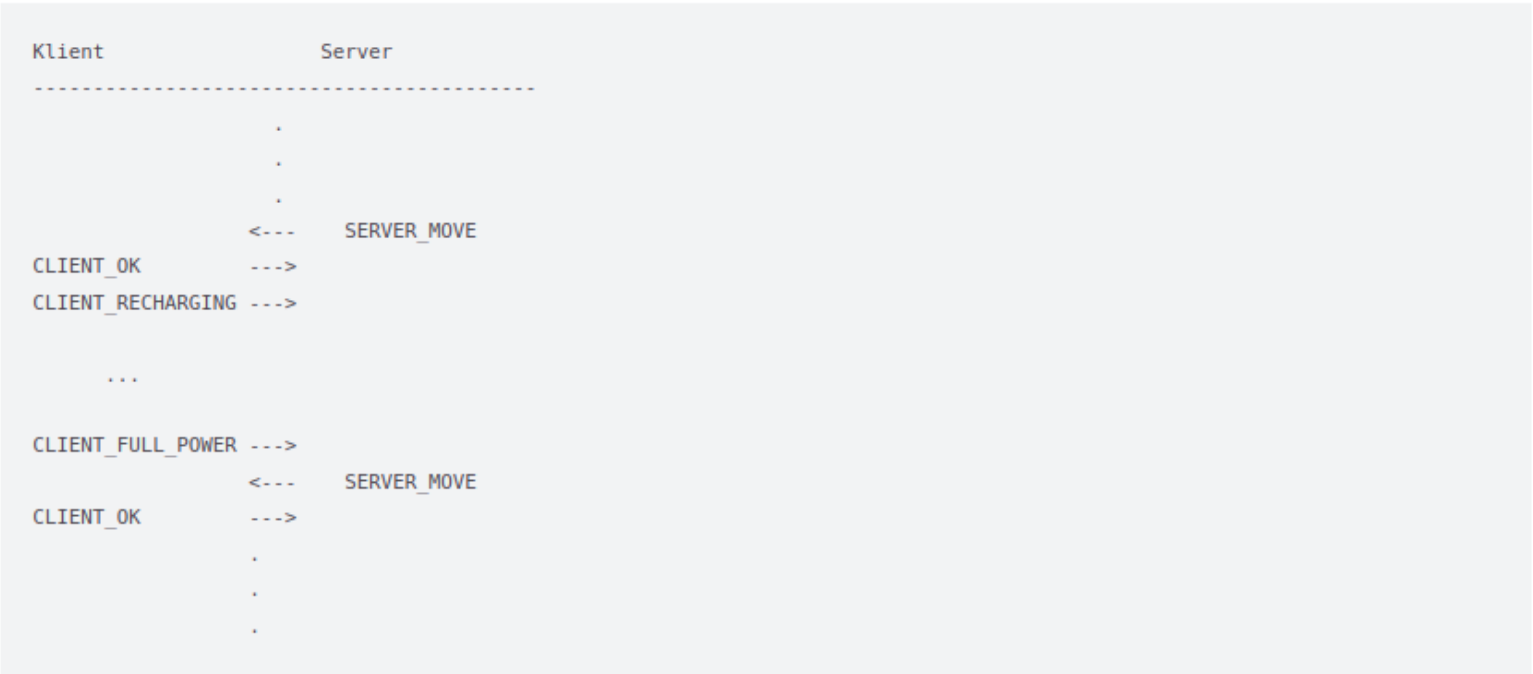 Klient                  Server
------------------------------------------
                    .
                    .
                    .
                  <---    SERVER_MOVE
CLIENT_OK         --->
CLIENT_RECHARGING --->
      ...
CLIENT_FULL_POWER --->
                  <---    SERVER_MOVE
CLIENT_OK         --->
                  .
                  .
                  .